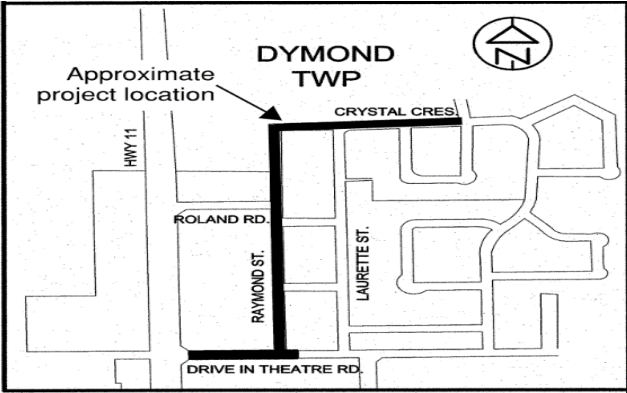 DYMOND
TWP
N
Approximate
project location
CRYSTAL CRES.
HWY 11
ROLAND RD.
RAYMOND ST.
LAURETTE ST.
DRIVE IN THEATRE RD.